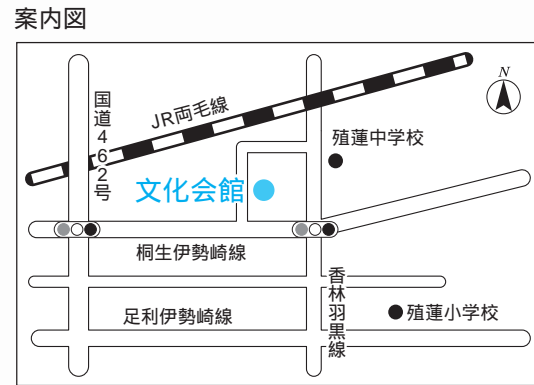 案内図
N
国道462号
JR両毛線
殖蓮中学校
文化会館
桐生伊勢崎線
香林羽黒線
足利伊勢崎線
殖蓮小学校